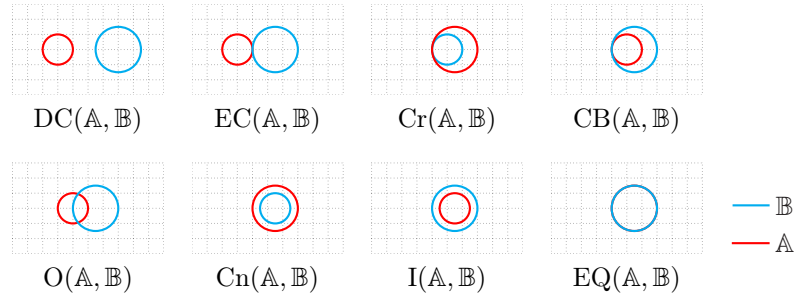 DC(𝔸, 𝔹) EC(𝔸, 𝔹) Cr(𝔸, 𝔹) CB(𝔸, 𝔹)
𝔹
𝔸
O(𝔸, 𝔹) Cn(𝔸, 𝔹) I(𝔸, 𝔹) EQ(𝔸, 𝔹)